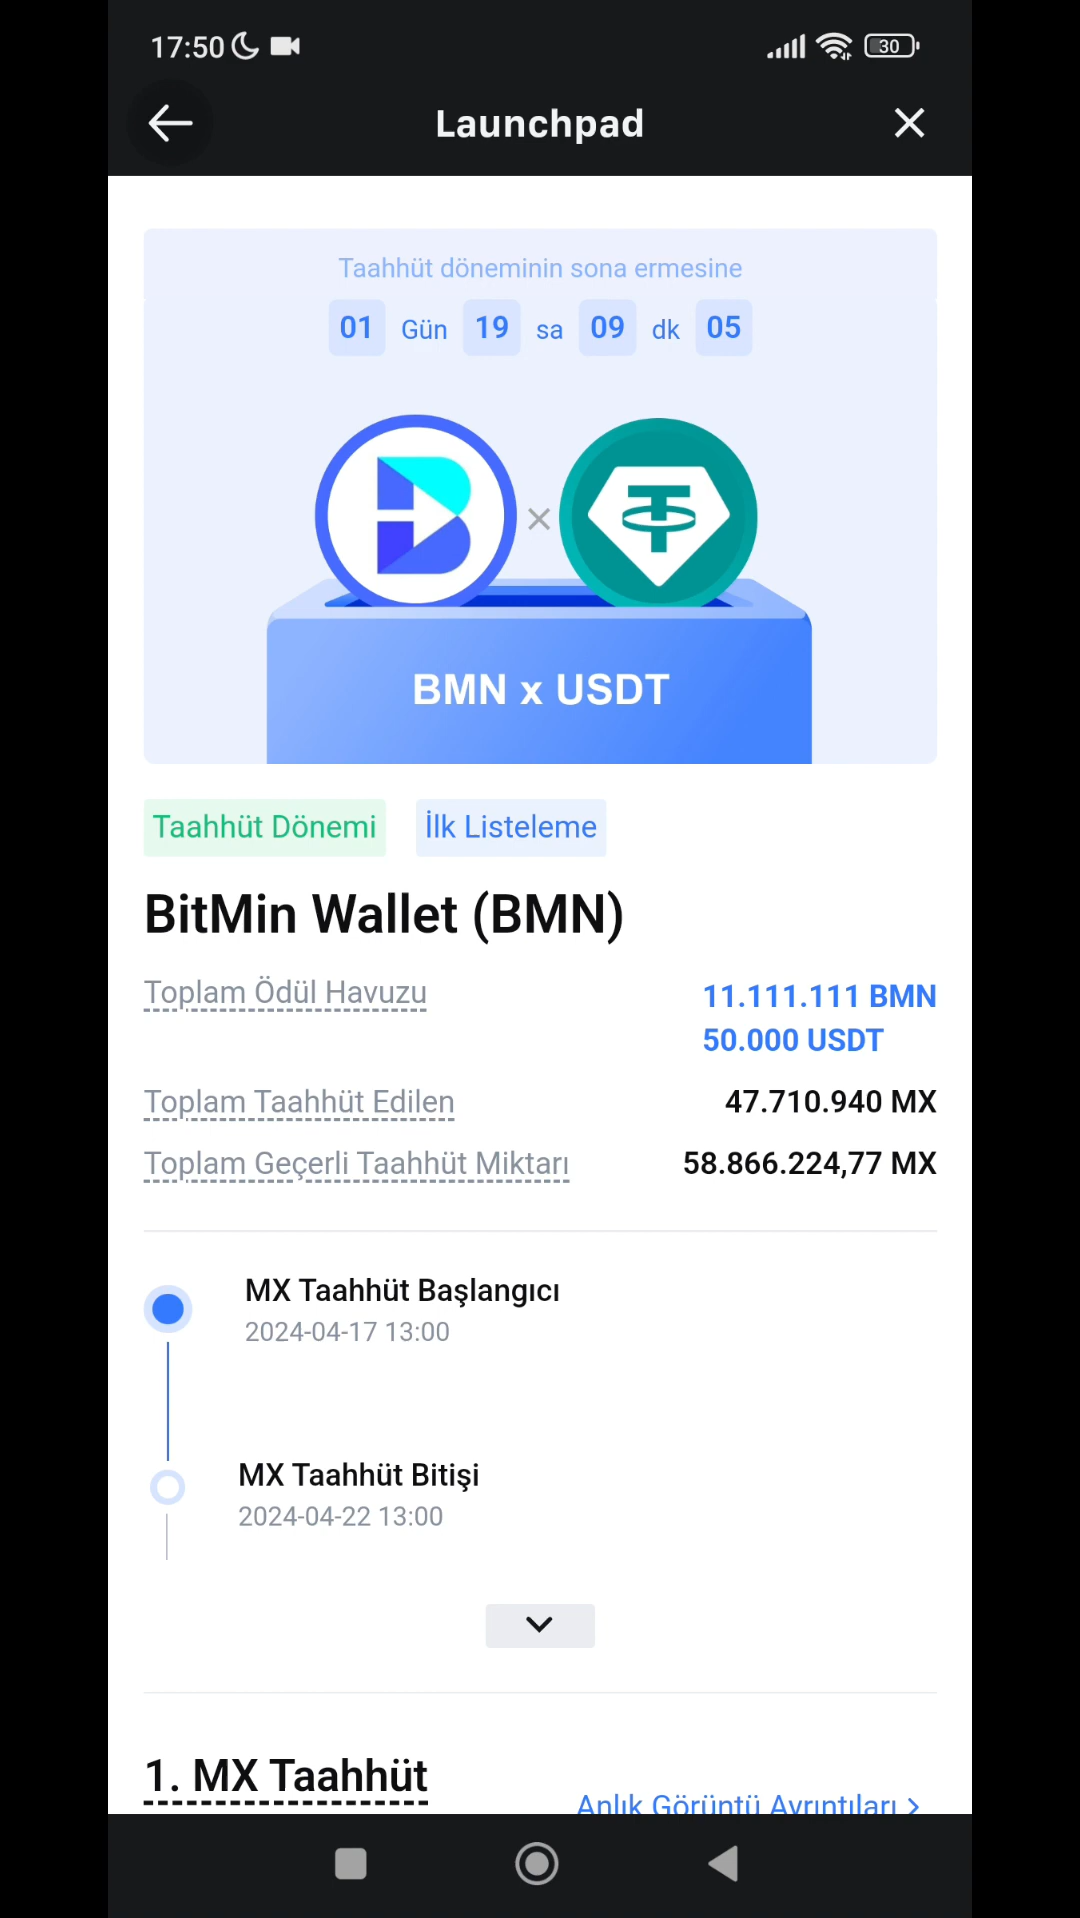 17:50
30
Launchpad
Taahhüt döneminin sona ermesine
01 Gün 19 sa 09 dk 05
BMN x USDT
Taahhüt Dönemi İlk Listeleme
BitMin Wallet (BMN)
Toplam Ödül Havuzu 11.111.111 BMN
50.000 USDT
Toplam Taahhüt Edilen 47.710.940 MX
Toplam Geçerli Taahhüt Miktarı 58.866.224,77 MX
MX Taahhüt Başlangıcı
2024-04-17 13:00
MX Taahhüt Bitişi
2024-04-22 13:00
1. MX Taahhüt
Anlık Görüntü Ayrıntıları